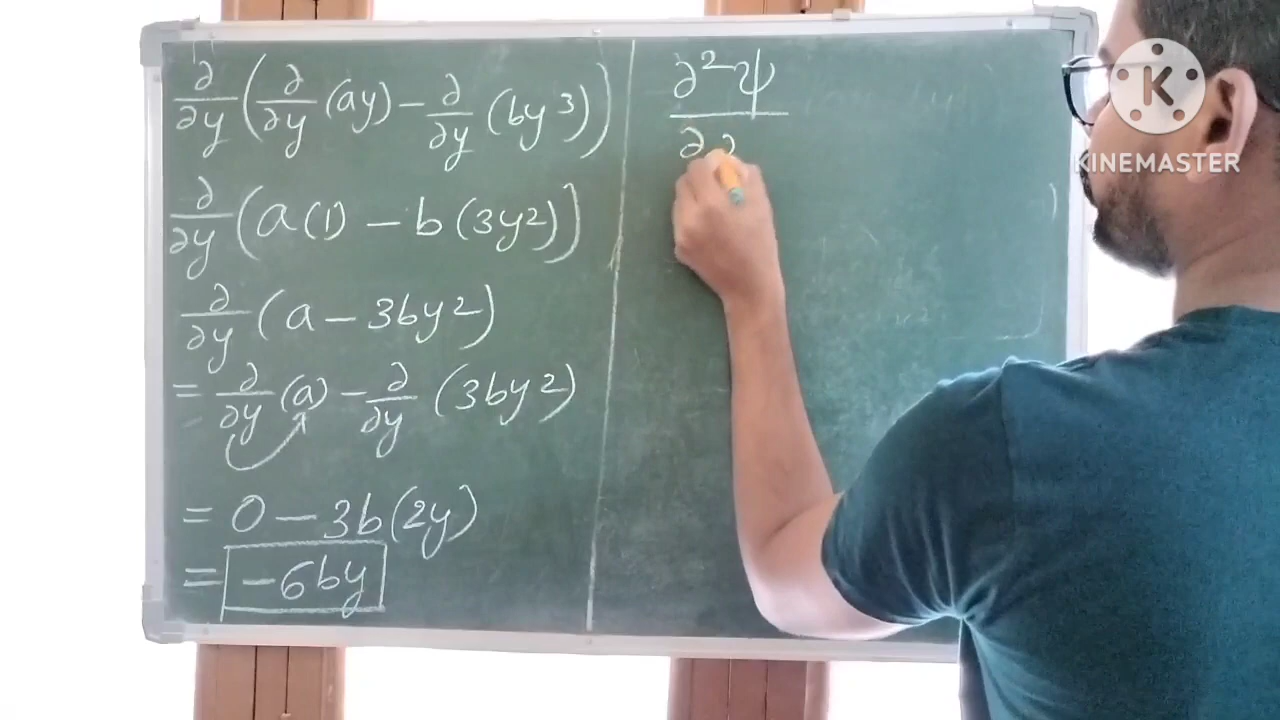 ∂/∂y (∂/∂y (ay) − ∂/∂y (by³))
∂/∂y (a(1) − b(3y²))
∂/∂y (a − 3by²)
= ∂/∂y (a) − ∂/∂y (3by²)
= 0 − 3b(2y)
= −6by
∂²ψ
∂
K
KINEMASTER